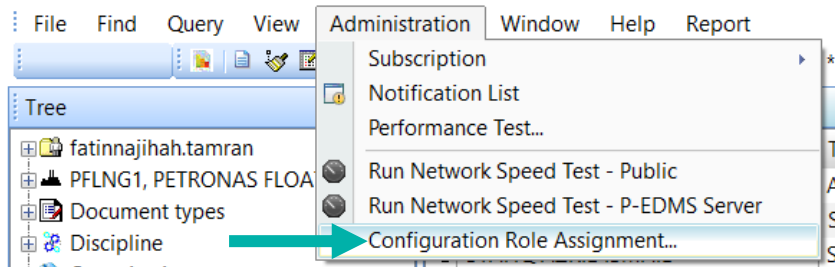 File Find Query View Administration Window Help Report
Subscription
Notification List
Performance Test...
Run Network Speed Test - Public
Run Network Speed Test - P-EDMS Server
Configuration Role Assignment...
Tree
fatinnajihah.tamran
PFLNG1, PETRONAS FLOA
Document types
Discipline